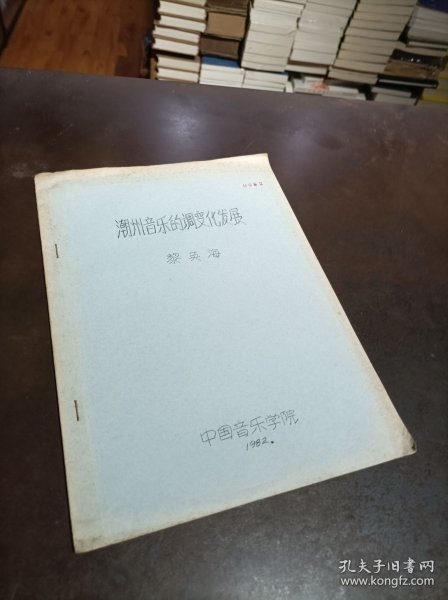 潮州音乐的调变化发展
黎英海
中国音乐学院
1982.
孔夫子旧书网
www.kongfz.com